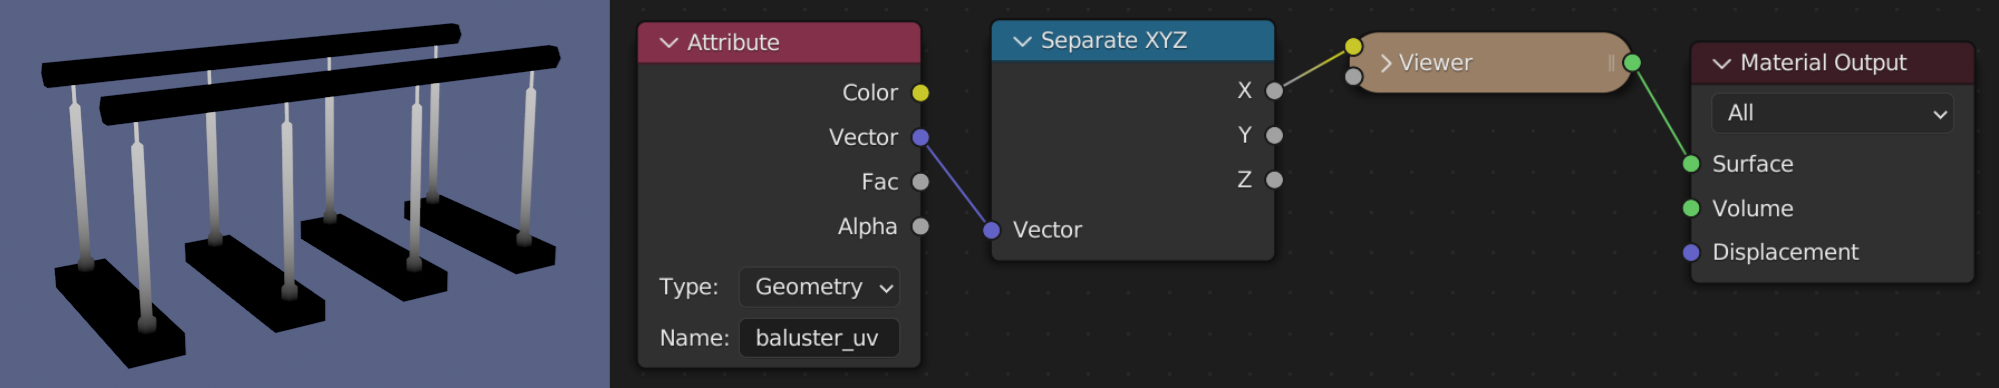 Attribute
Color
Vector
Fac
Alpha
Type: Geometry
Name: baluster_uv
Separate XYZ
X
Y
Z
Vector
Viewer
Material Output
All
Surface
Volume
Displacement